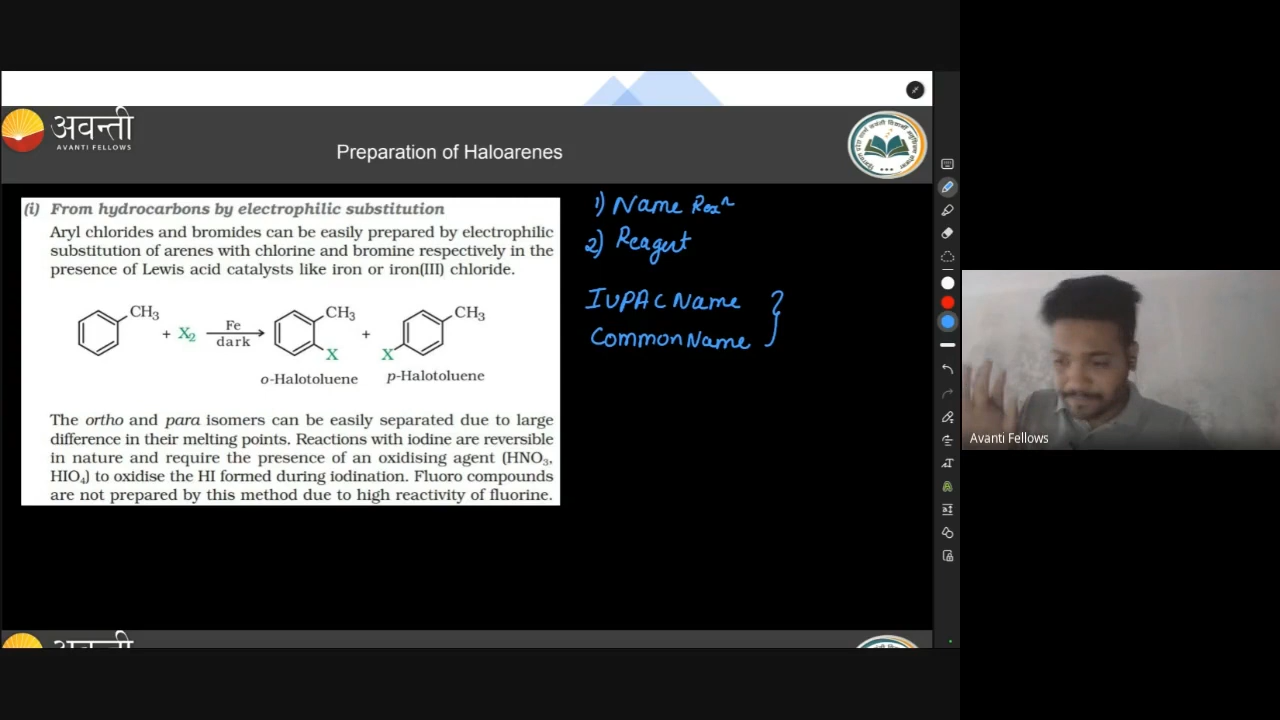 अवन्ती
AVANTI FELLOWS
Preparation of Haloarenes
(i) From hydrocarbons by electrophilic substitution
Aryl chlorides and bromides can be easily prepared by electrophilic
substitution of arenes with chlorine and bromine respectively in the
presence of Lewis acid catalysts like iron or iron(III) chloride.
CH₃ + X₂ Fe dark CH₃ X + CH₃ X
o-Halotoluene p-Halotoluene
The ortho and para isomers can be easily separated due to large
difference in their melting points. Reactions with iodine are reversible
in nature and require the presence of an oxidising agent (HNO₃,
HIO₄) to oxidise the HI formed during iodination. Fluoro compounds
are not prepared by this method due to high reactivity of fluorine.
1) Name Rexⁿ
2) Reagent
IUPAC Name
Common Name
Avanti Fellows
अवन्ती